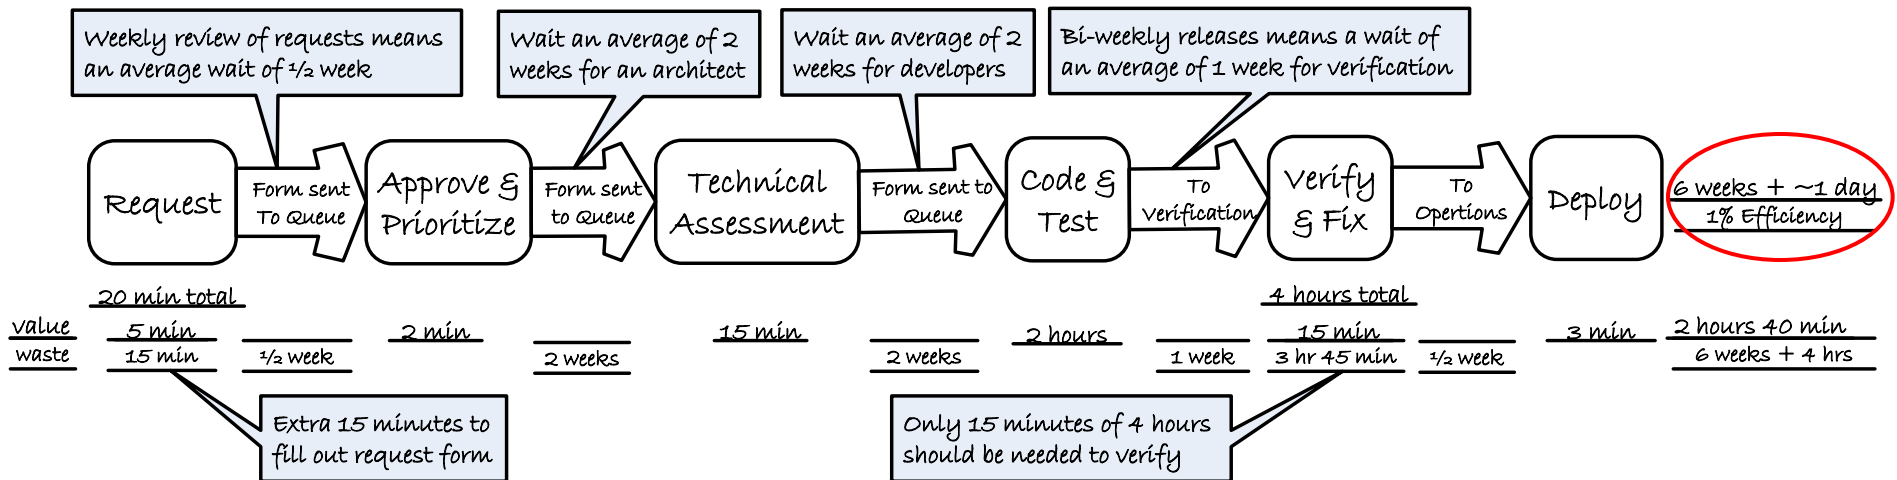 Weekly review of requests means
an average wait of ½ week
Wait an average of 2
weeks for an architect
Wait an average of 2
weeks for developers
Bi-weekly releases means a wait of
an average of 1 week for verification
Request
Form sent
To Queue
Approve &
Prioritize
Form sent
to Queue
Technical
Assessment
Form sent to
Queue
Code &
Test
To
Verification
Verify
& Fix
To
Opertions
Deploy
6 weeks + ~1 day
1% Efficiency
20 min total
4 hours total
value
5 min
2 min
15 min
2 hours
15 min
3 min
2 hours 40 min
waste
15 min
½ week
2 weeks
2 weeks
1 week
3 hr 45 min
½ week
6 weeks + 4 hrs
Extra 15 minutes to
fill out request form
Only 15 minutes of 4 hours
should be needed to verify